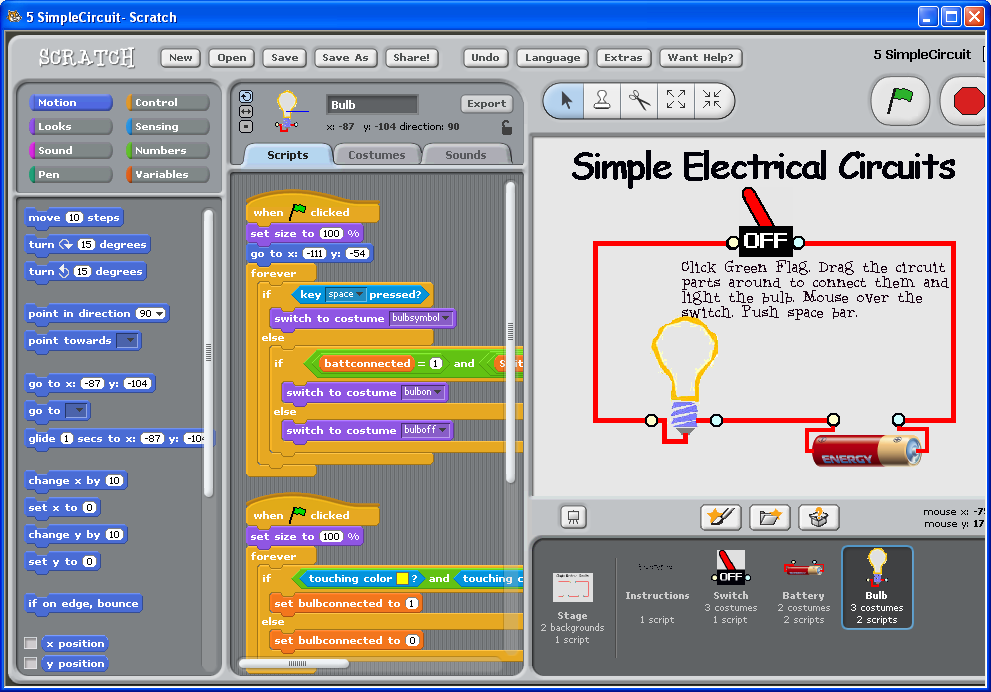 5 SimpleCircuit- Scratch
SCRATCH
New Open Save Save As Share! Undo Language Extras Want Help?
5 SimpleCircuit
Motion Control
Looks Sensing
Sound Numbers
Pen Variables
move 10 steps
turn 15 degrees
turn 15 degrees
point in direction 90
point towards
go to x: -87 y: -104
go to
glide 1 secs to x: -87 y: -104
change x by 10
set x to 0
change y by 10
set y to 0
if on edge, bounce
x position
y position
Bulb
Export
x: -87 y: -104 direction: 90
Scripts Costumes Sounds
when clicked
set size to 100 %
go to x: -111 y: -54
forever
if key space pressed?
switch to costume bulbsymbol
else
if battconnected = 1 and
switch to costume bulbon
else
switch to costume bulboff
when clicked
set size to 100 %
forever
if touching color ? and touching c
set bulbconnected to 1
else
set bulbconnected to 0
Simple Electrical Circuits
OFF
Click Green Flag. Drag the circuit
parts around to connect them and
light the bulb. Mouse over the
switch. Push space bar.
ENERGY
mouse x: -75
mouse y: 17
Stage
2 backgrounds
1 script
Instructions
1 script
OFF
Switch
3 costumes
1 script
Battery
2 costumes
2 scripts
Bulb
3 costumes
2 scripts